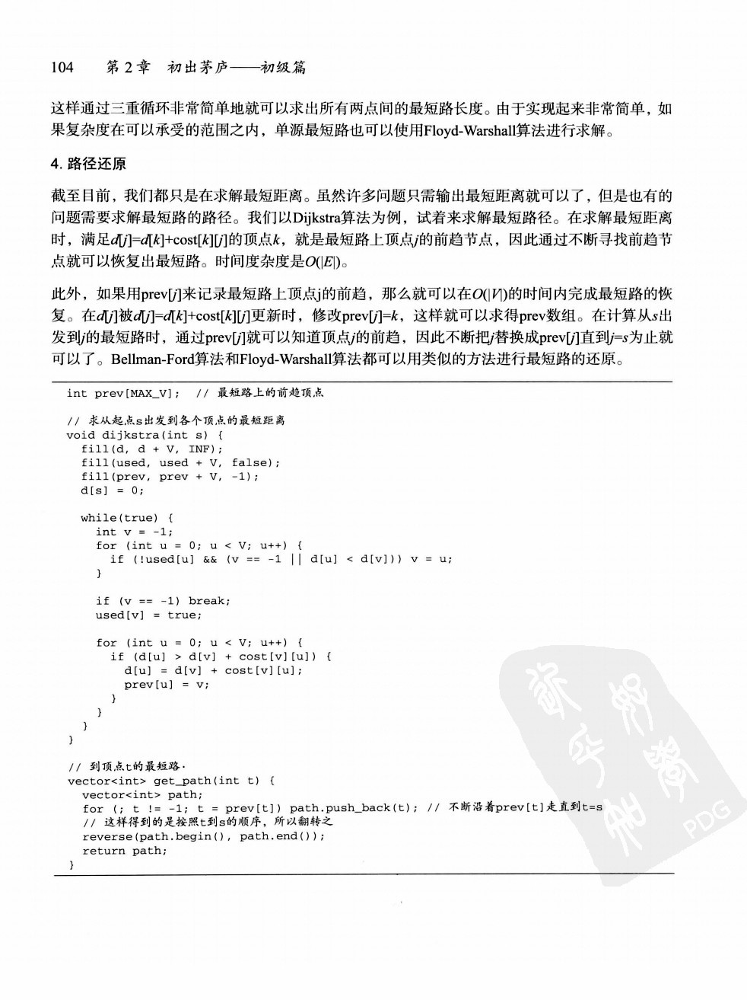 104 第2章 初出茅庐——初级篇
这样通过三重循环非常简单地就可以求出所有两点间的最短路长度。由于实现起来非常简单，如
果复杂度在可以承受的范围之内，单源最短路也可以使用Floyd-Warshall算法进行求解。
4. 路径还原
截至目前，我们都只是在求解最短距离。虽然许多问题只需输出最短距离就可以了，但是也有的
问题需要求解最短路的路径。我们以Dijkstra算法为例，试着来求解最短路径。在求解最短距离
时，满足d[j]=d[k]+cost[k][j]的顶点k，就是最短路上顶点j的前趋节点，因此通过不断寻找前趋节
点就可以恢复出最短路。时间度杂度是O(|E|)。
此外，如果用prev[j]来记录最短路上顶点j的前趋，那么就可以在O(|V|)的时间内完成最短路的恢
复。在d[j]被d[j]=d[k]+cost[k][j]更新时，修改prev[j]=k，这样就可以求得prev数组。在计算从s出
发到j的最短路时，通过prev[j]就可以知道顶点j的前趋，因此不断把j替换成prev[j]直到j=s为止就
可以了。Bellman-Ford算法和Floyd-Warshall算法都可以用类似的方法进行最短路的还原。
int prev[MAX_V]; // 最短路上的前趋顶点
// 求从起点s出发到各个顶点的最短距离
void dijkstra(int s) {
fill(d, d + V, INF);
fill(used, used + V, false);
fill(prev, prev + V, -1);
d[s] = 0;
while(true) {
int v = -1;
for (int u = 0; u < V; u++) {
if (!used[u] && (v == -1 || d[u] < d[v])) v = u;
}
if (v == -1) break;
used[v] = true;
for (int u = 0; u < V; u++) {
if (d[u] > d[v] + cost[v][u]) {
d[u] = d[v] + cost[v][u];
prev[u] = v;
}
}
}
}
// 到顶点t的最短路
vector<int> get_path(int t) {
vector<int> path;
for (; t != -1; t = prev[t]) path.push_back(t); // 不断沿着prev[t]走直到t=s
// 这样得到的是按照t到s的顺序，所以翻转之
reverse(path.begin(), path.end());
return path;
}
PDG